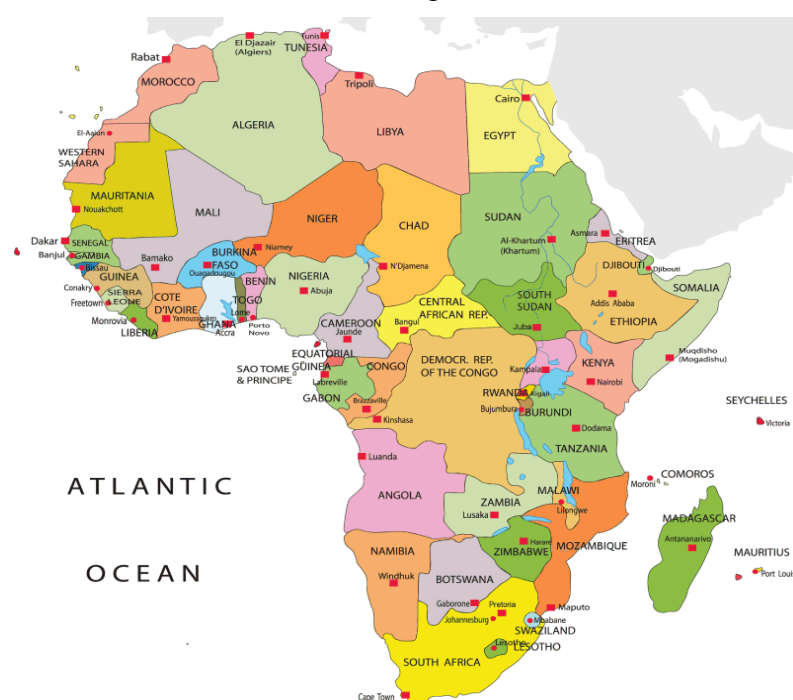 El Djazair
(Algiers)
Tunis
TUNESIA
Rabat
MOROCCO
Tripoli
Cairo
El-Aaiun
ALGERIA
LIBYA
EGYPT
WESTERN
SAHARA
MAURITANIA
Nouakchott
MALI
NIGER
CHAD
SUDAN
Asmara
ERITREA
Dakar
SENEGAL
Banjul
GAMBIA
Bissau
Bamako
BURKINA
FASO
Ouagadougou
Niamey
N'Djamena
Al-Khartum
(Khartum)
DJIBOUTI
Djibouti
GUINEA
Conakry
SIERRA
LEONE
Freetown
BENIN
NIGERIA
Abuja
SOMALIA
Addis Ababa
ETHIOPIA
COTE
D'IVOIRE
Yamoussoukro
TOGO
Lome
GHANA
Accra
Porto
Novo
Monrovia
LIBERIA
CENTRAL
AFRICAN REP.
Bangui
SOUTH
SUDAN
Juba
CAMEROON
Jaunde
EQUATORIAL
GUINEA
SAO TOME
& PRINCIPE
Labreville
GABON
CONGO
Brazzaville
Kinshasa
DEMOCR. REP.
OF THE CONGO
Kampala
KENYA
Nairobi
Muqdisho
(Mogadishu)
RWANDA
Kigali
Bujumbura
BURUNDI
Dodama
TANZANIA
SEYCHELLES
Victoria
Luanda
ANGOLA
ATLANTIC
OCEAN
ZAMBIA
Lusaka
MALAWI
Lilongwe
Moroni
COMOROS
MADAGASCAR
Antananarivo
MAURITIUS
Port Louis
NAMIBIA
Windhuk
BOTSWANA
Gaborone
Harare
ZIMBABWE
MOZAMBIQUE
Pretoria
Johannesburg
Maputo
Mbabane
SWAZILAND
Lesotho
LESOTHO
SOUTH AFRICA
Cape Town